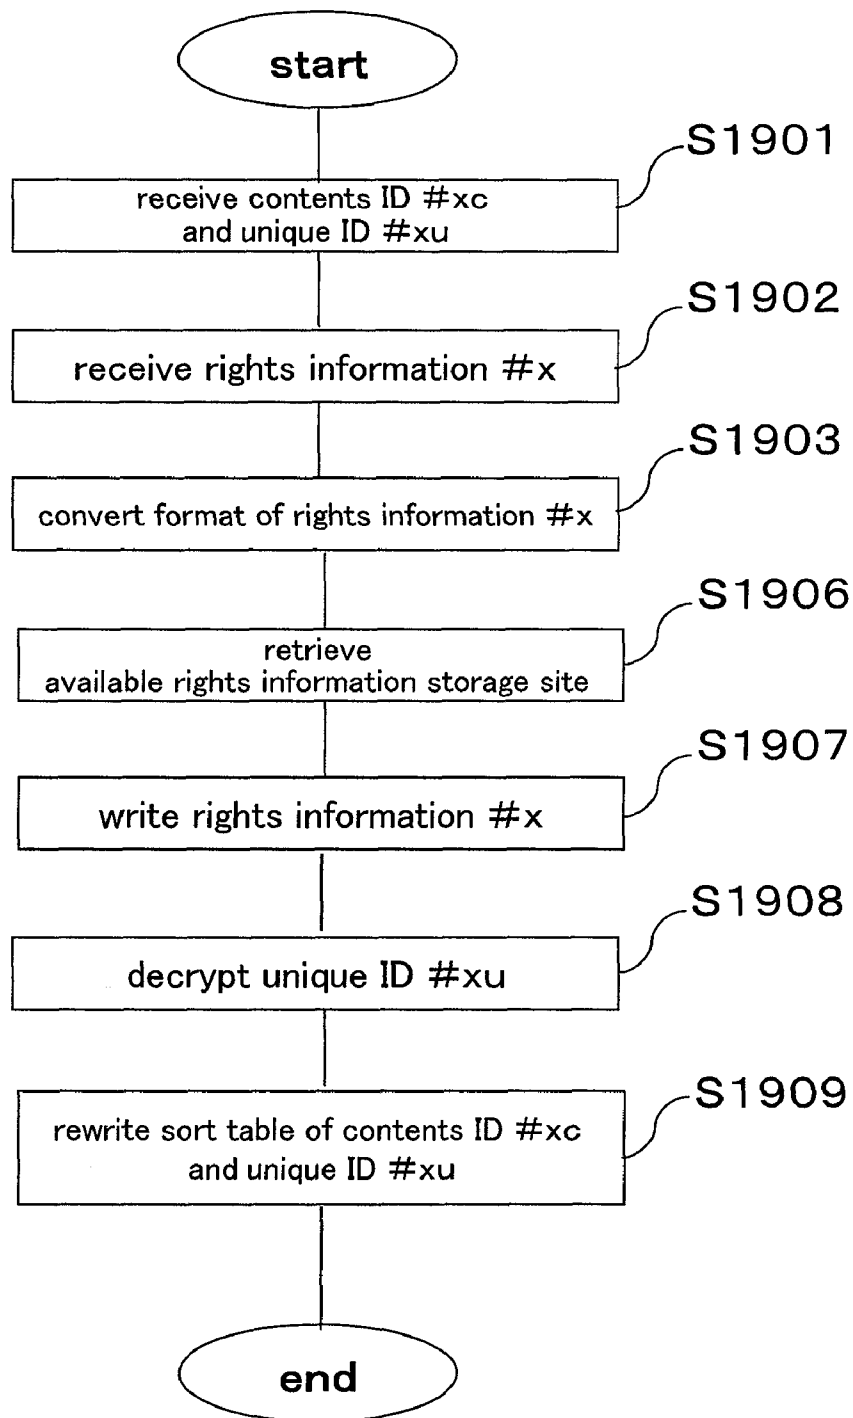 start
S1901
receive contents ID #xc
and unique ID #xu
S1902
receive rights information #x
S1903
convert format of rights information #x
S1906
retrieve
available rights information storage site
S1907
write rights information #x
S1908
decrypt unique ID #xu
S1909
rewrite sort table of contents ID #xc
and unique ID #xu
end